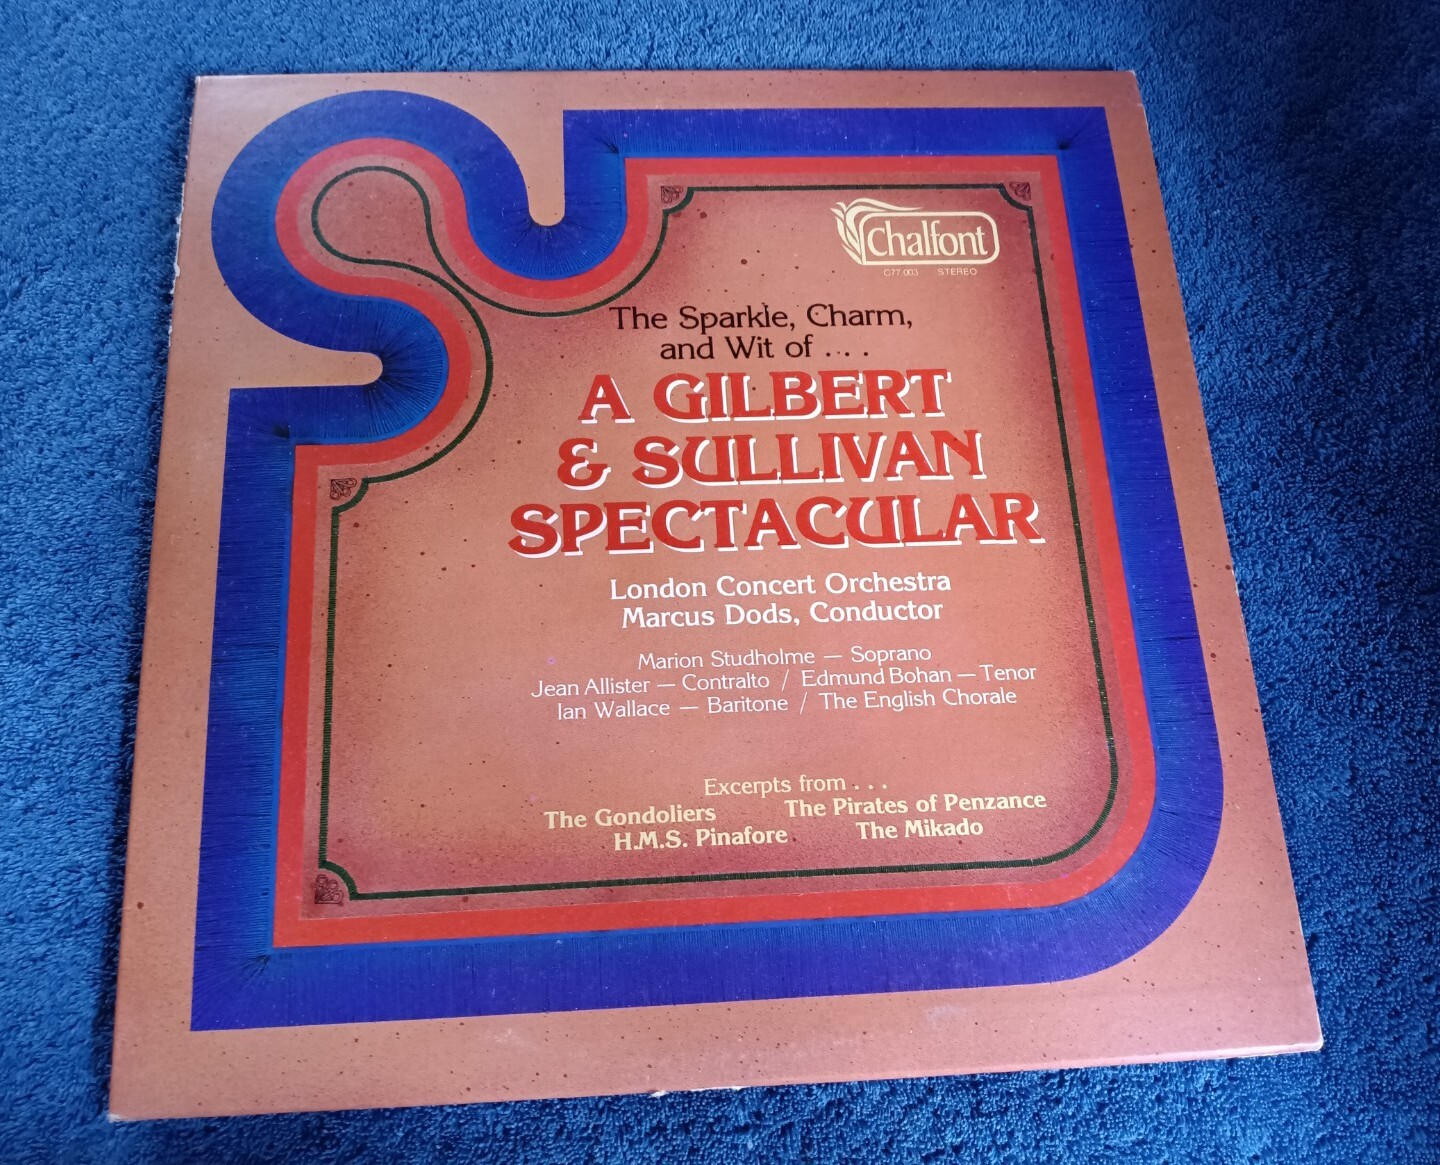 Chalfont
C77.003 STEREO
The Sparkle, Charm,
and Wit of . . .
A GILBERT
& SULLIVAN
SPECTACULAR
London Concert Orchestra
Marcus Dods, Conductor
Marion Studholme — Soprano
Jean Allister — Contralto / Edmund Bohan — Tenor
Ian Wallace — Baritone / The English Chorale
Excerpts from . . .
The Gondoliers The Pirates of Penzance
H.M.S. Pinafore The Mikado